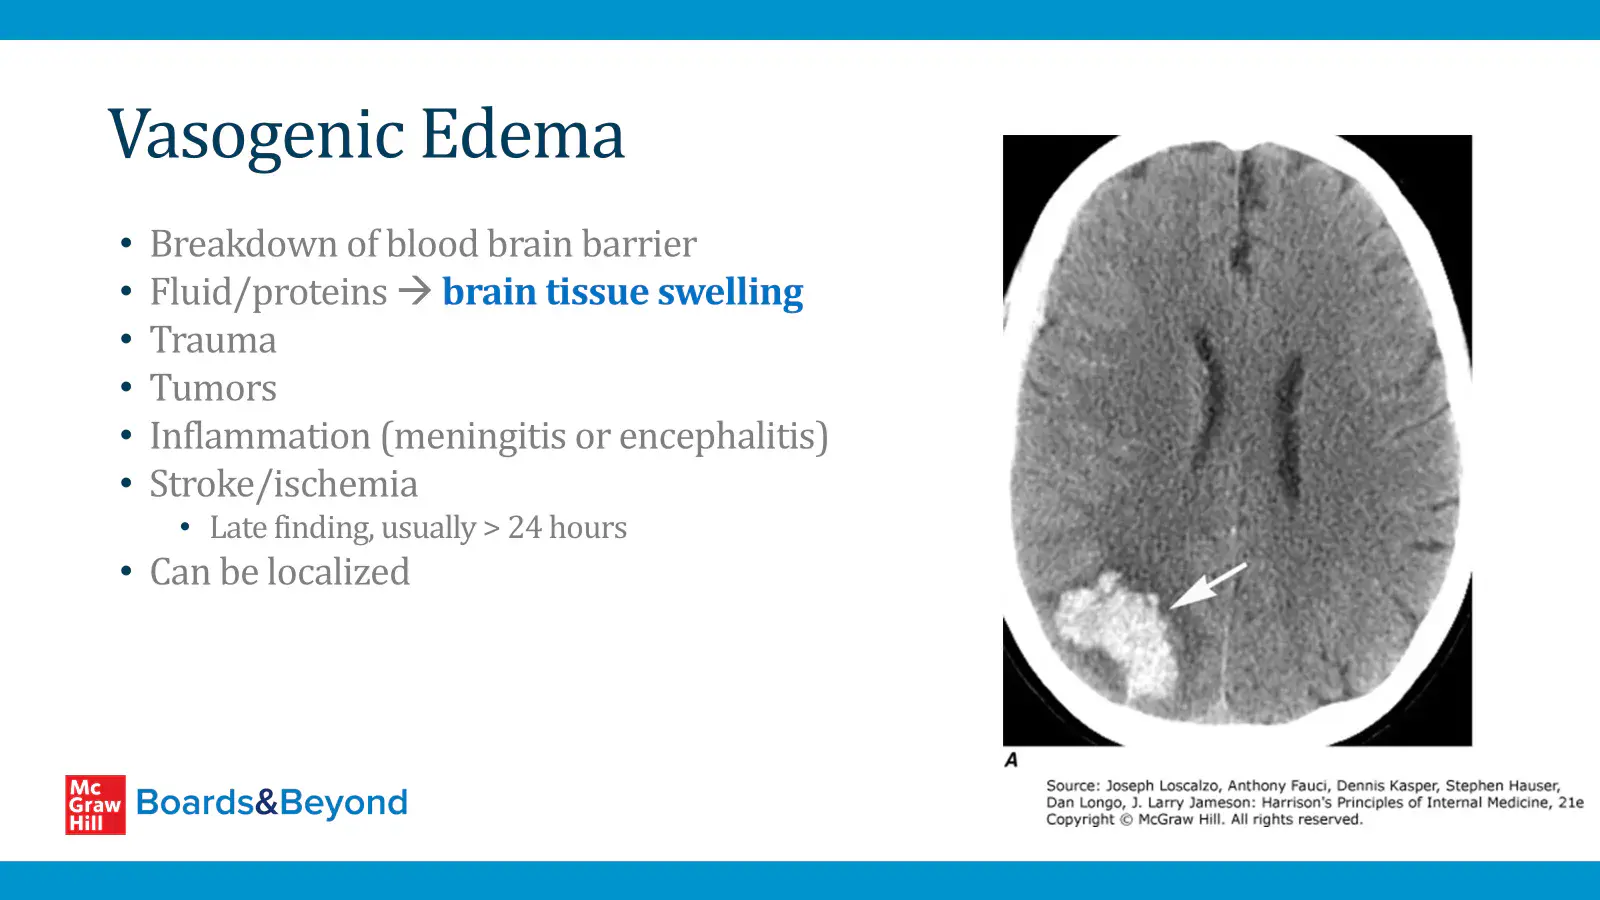 Vasogenic Edema
• Breakdown of blood brain barrier
• Fluid/proteins → brain tissue swelling
• Trauma
• Tumors
• Inflammation (meningitis or encephalitis)
• Stroke/ischemia
• Late finding, usually > 24 hours
• Can be localized
A
Source: Joseph Loscalzo, Anthony Fauci, Dennis Kasper, Stephen Hauser,
Dan Longo, J. Larry Jameson: Harrison's Principles of Internal Medicine, 21e
Copyright © McGraw Hill. All rights reserved.
Mc
Graw
Hill
Boards&Beyond